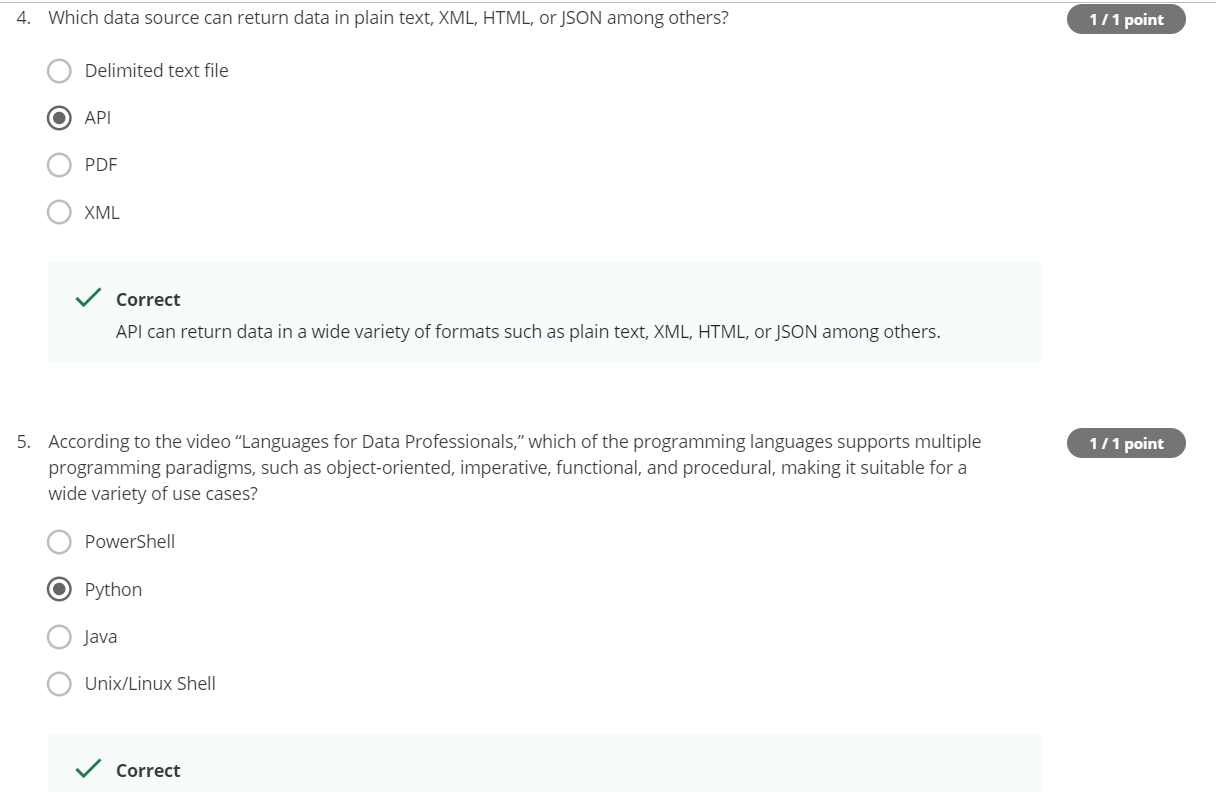 4. Which data source can return data in plain text, XML, HTML, or JSON among others?
1 / 1 point
Delimited text file
API
PDF
XML
Correct
API can return data in a wide variety of formats such as plain text, XML, HTML, or JSON among others.
5. According to the video “Languages for Data Professionals,” which of the programming languages supports multiple
1 / 1 point
programming paradigms, such as object-oriented, imperative, functional, and procedural, making it suitable for a
wide variety of use cases?
PowerShell
Python
Java
Unix/Linux Shell
Correct